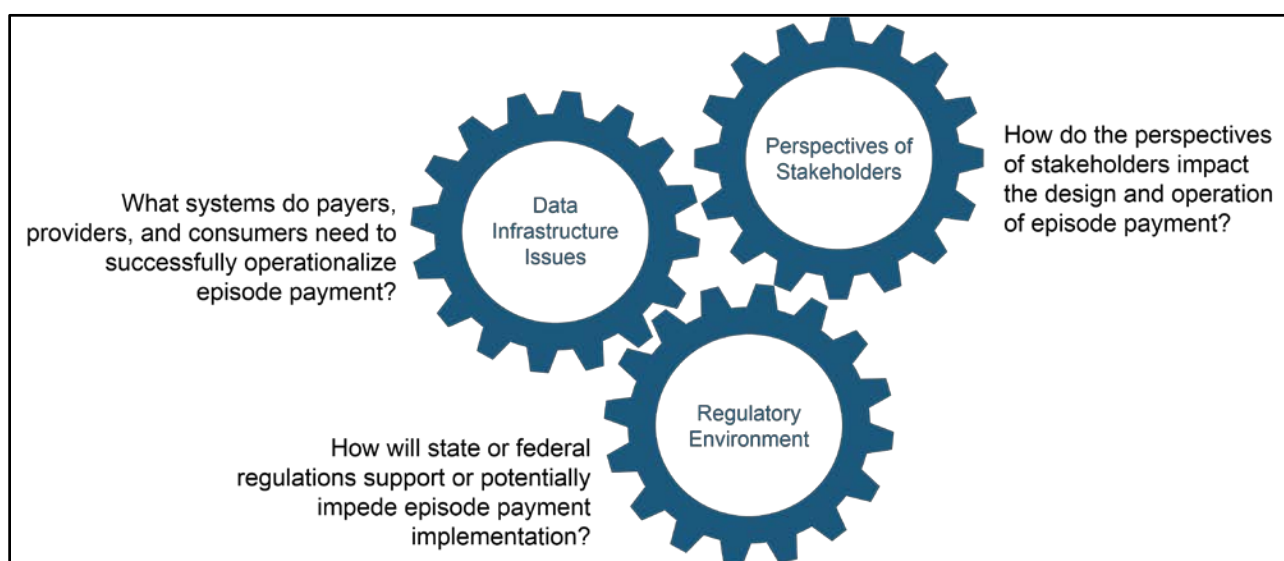 Perspectives of
Stakeholders
How do the perspectives
of stakeholders impact
the design and operation
of episode payment?
What systems do payers,
providers, and consumers need to
successfully operationalize
episode payment?
Data
Infrastructure
Issues
Regulatory
Environment
How will state or federal
regulations support or potentially
impede episode payment
implementation?